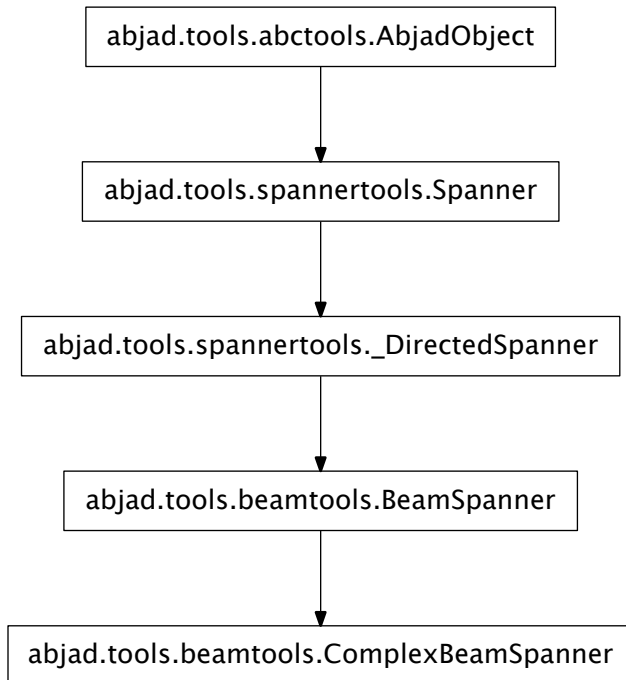 abjad.tools.abctools.AbjadObject
abjad.tools.spannertools.Spanner
abjad.tools.spannertools._DirectedSpanner
abjad.tools.beamtools.BeamSpanner
abjad.tools.beamtools.ComplexBeamSpanner